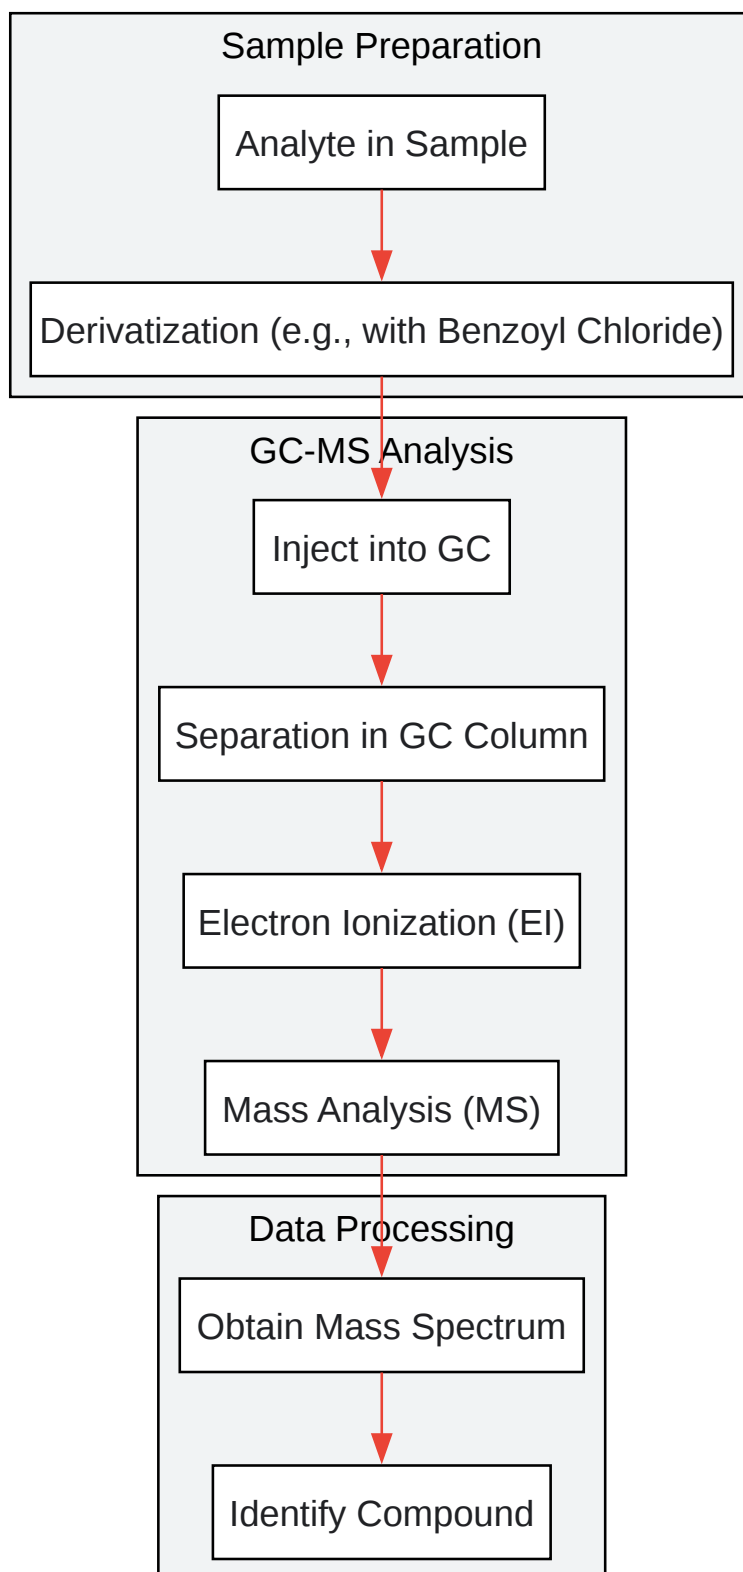 Sample Preparation
Analyte in Sample
Derivatization (e.g., with Benzoyl Chloride)
GC-MS Analysis
Inject into GC
Separation in GC Column
Electron Ionization (EI)
Mass Analysis (MS)
Data Processing
Obtain Mass Spectrum
Identify Compound